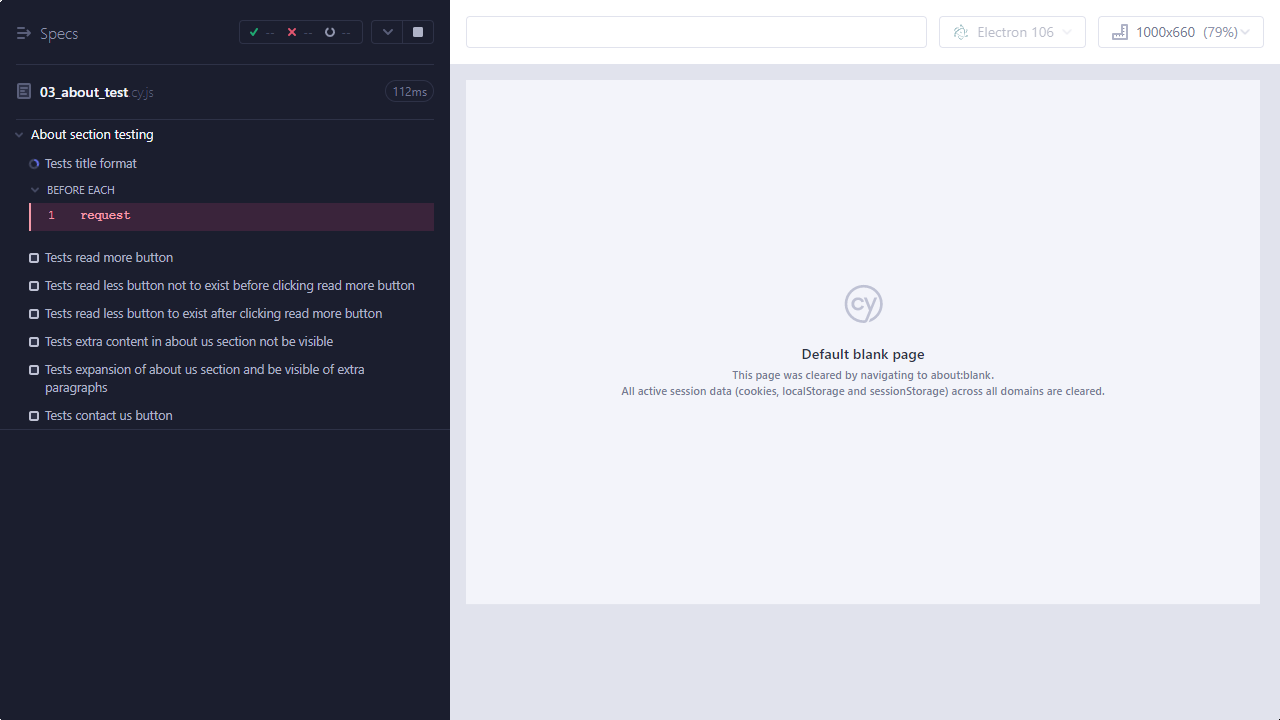 Specs
--
--
--
Electron 106
1000x660 (79%)
03_about_test.cy.js
112ms
About section testing
Tests title format
BEFORE EACH
1 request
Tests read more button
Tests read less button not to exist before clicking read more button
Tests read less button to exist after clicking read more button
Tests extra content in about us section not be visible
Tests expansion of about us section and be visible of extra
paragraphs
Tests contact us button
cy
Default blank page
This page was cleared by navigating to about:blank.
All active session data (cookies, localStorage and sessionStorage) across all domains are cleared.